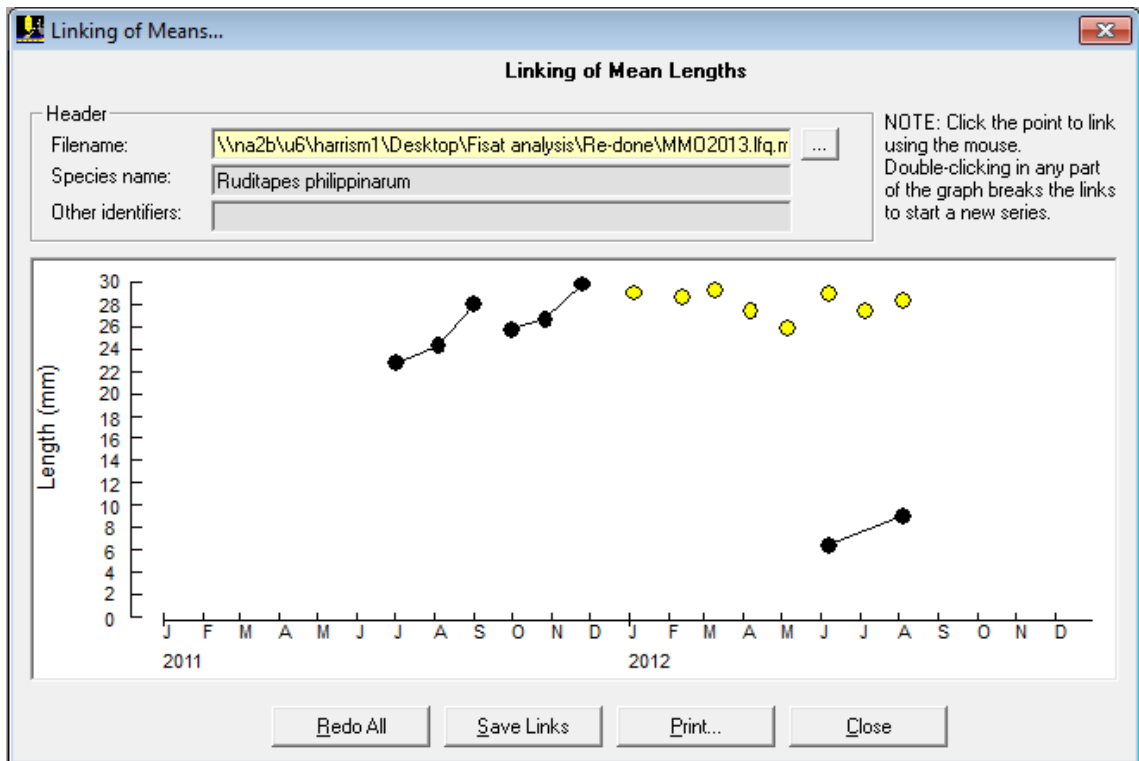 Linking of Means...
Linking of Mean Lengths
Header
Filename:
\\na2b\u6\harrism1\Desktop\Fisat analysis\Re-done\MMO2013.lfq.m
...
Species name:
Ruditapes philippinarum
Other identifiers:
NOTE: Click the point to link
using the mouse.
Double-clicking in any part
of the graph breaks the links
to start a new series.
Length (mm)
30
28
26
24
22
20
18
16
14
12
10
8
6
4
2
0
J F M A M J J A S O N D J F M A M J J A S O N D
2011 2012
Redo All Save Links Print... Close